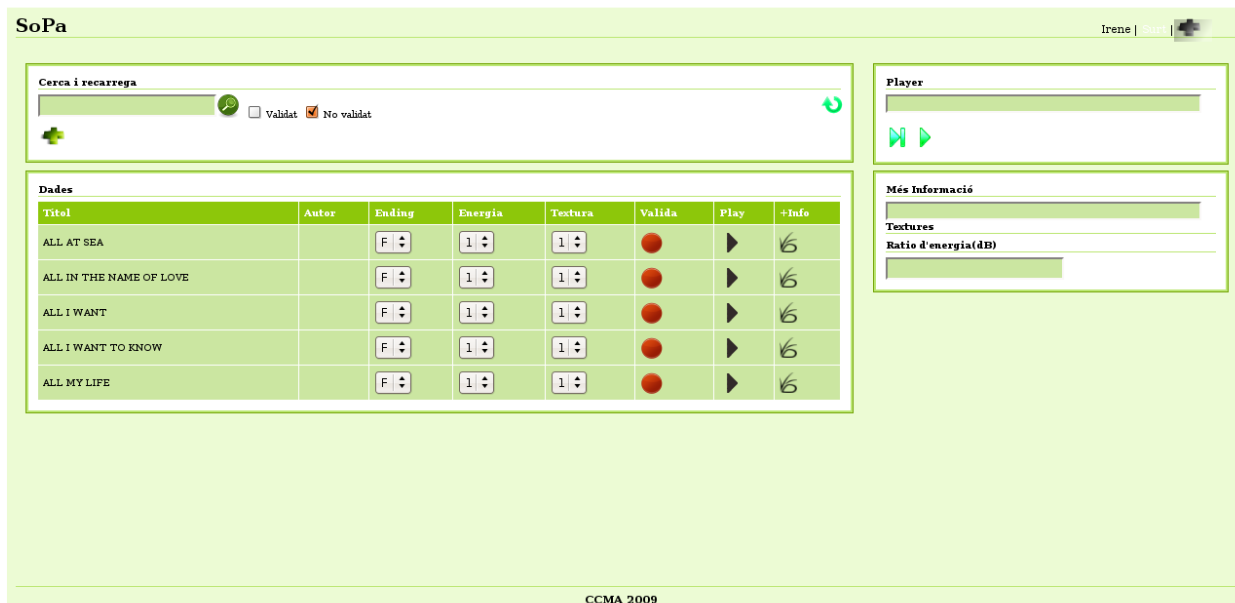 SoPa
Irene | Surt |
Cerca i recarrega
Validat No validat
Player
Dades
Títol Autor Ending Energia Textura Valida Play +Info
ALL AT SEA F 1 1
ALL IN THE NAME OF LOVE F 1 1
ALL I WANT F 1 1
ALL I WANT TO KNOW F 1 1
ALL MY LIFE F 1 1
Més Informació
Textures
Ratio d'energia(dB)
CCMA 2009